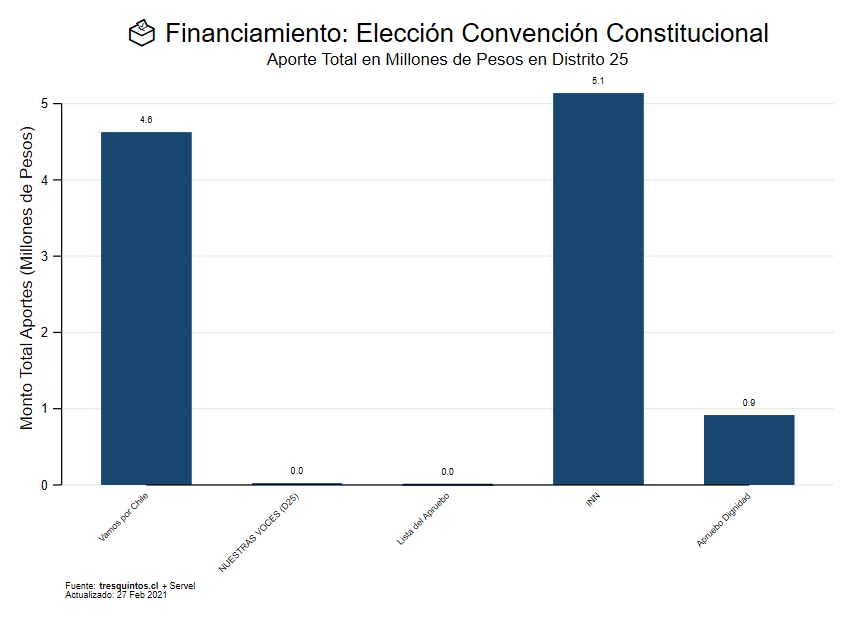 Financiamiento: Elección Convención Constitucional
Aporte Total en Millones de Pesos en Distrito 25
Monto Total Aportes (Millones de Pesos)
5
4
3
2
1
0
4.6
0.0
0.0
5.1
0.9
Vamos por Chile
NUESTRAS VOCES (D25)
Lista del Apruebo
INN
Apruebo Dignidad
Fuente: tresquintos.cl + Servel
Actualizado: 27 Feb 2021